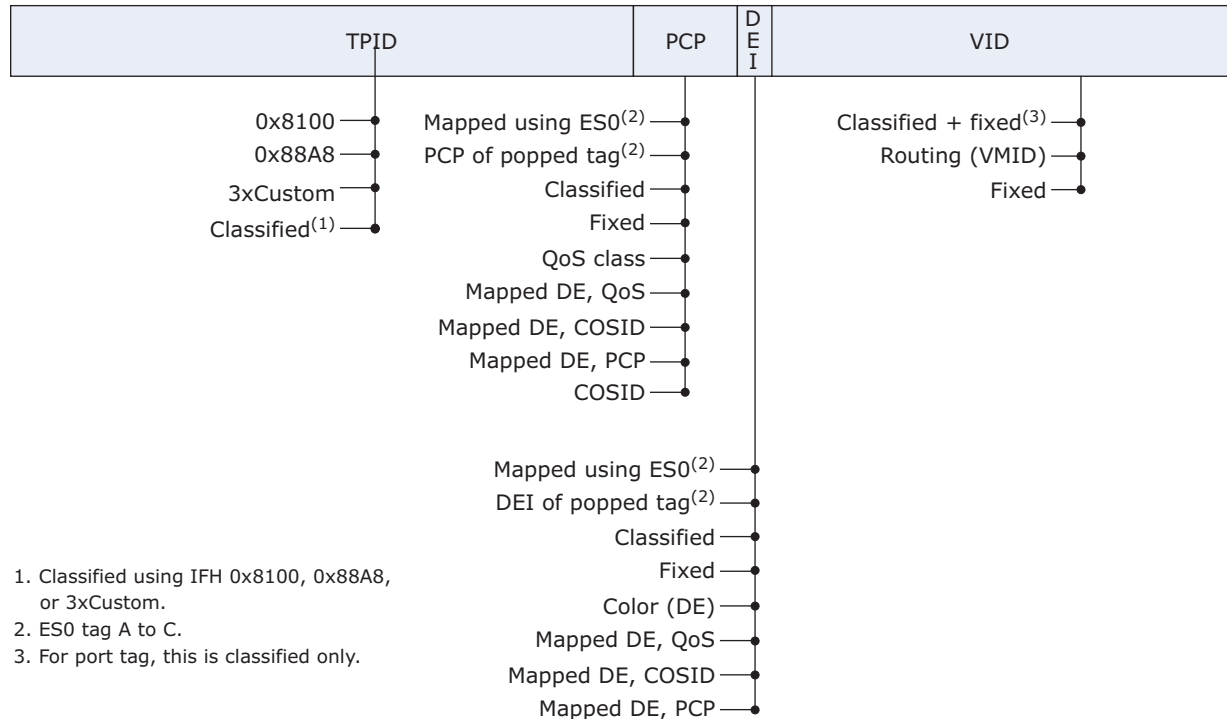 TPID
PCP
DEI
VID
0x8100
0x88A8
3xCustom
Classified(1)
Mapped using ES0(2)
PCP of popped tag(2)
Classified
Fixed
QoS class
Mapped DE, QoS
Mapped DE, COSID
Mapped DE, PCP
COSID
Classified + fixed(3)
Routing (VMID)
Fixed
Mapped using ES0(2)
DEI of popped tag(2)
Classified
Fixed
Color (DE)
Mapped DE, QoS
Mapped DE, COSID
Mapped DE, PCP
1. Classified using IFH 0x8100, 0x88A8,
or 3xCustom.
2. ES0 tag A to C.
3. For port tag, this is classified only.